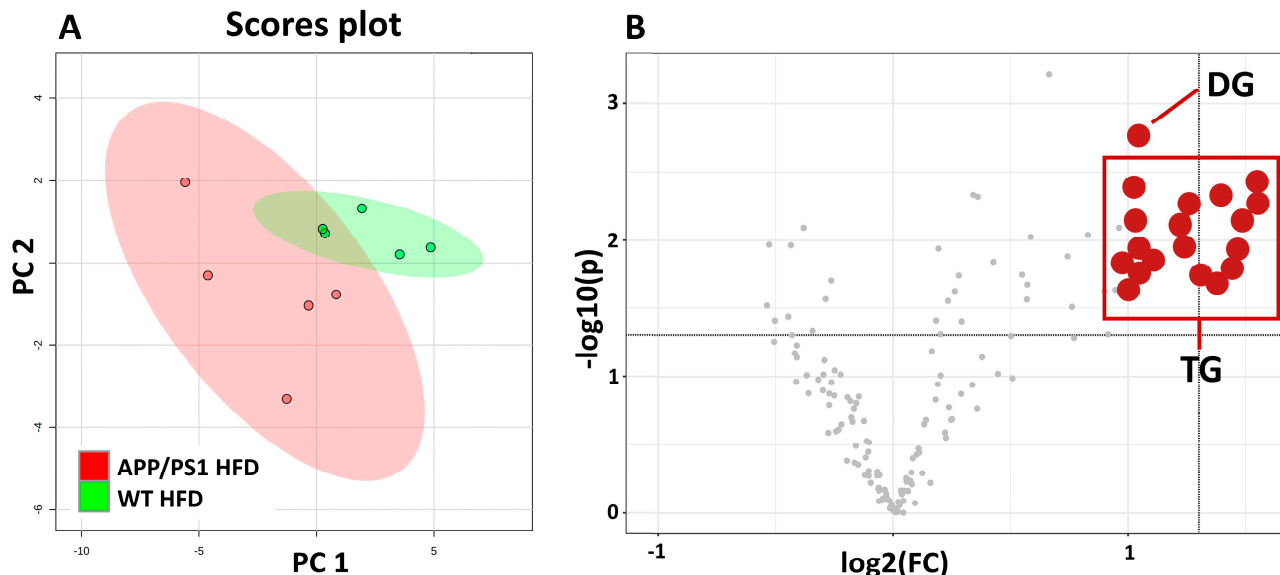 A
Scores plot
4
2
-2
-4
-6
PC 2
-10
-5
0
5
PC 1
APP/PS1 HFD
WT HFD
B
3
2
1
0
-log10(p)
-1
1
log2(FC)
DG
TG